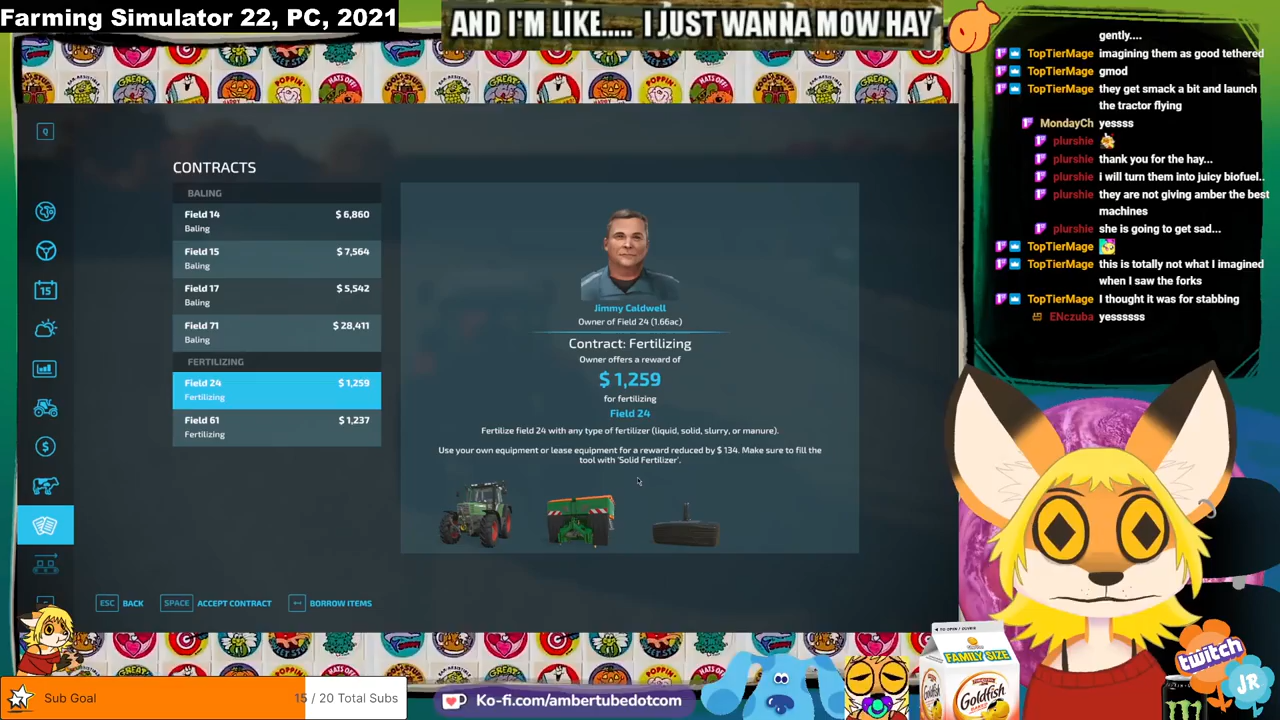 Farming Simulator 22, PC, 2021
AND I'M LIKE..... I JUST WANNA MOW HAY
Q
15
CONTRACTS
BALING
Field 14 $ 6,860
Baling
Field 15 $ 7,564
Baling
Field 17 $ 5,542
Baling
Field 71 $ 28,411
Baling
FERTILIZING
Field 24 $ 1,259
Fertilizing
Field 61 $ 1,237
Fertilizing
Jimmy Caldwell
Owner of Field 24 (1.66ac)
Contract: Fertilizing
Owner offers a reward of
$ 1,259
for fertilizing
Field 24
Fertilize field 24 with any type of fertilizer (liquid, solid, slurry, or manure).
Use your own equipment or lease equipment for a reward reduced by $ 134. Make sure to fill the
tool with 'Solid Fertilizer'.
ESC BACK SPACE ACCEPT CONTRACT BORROW ITEMS
gently....
TopTierMage imagining them as good tethered
TopTierMage gmod
TopTierMage they get smack a bit and launch
the tractor flying
MondayCh yessss
plurshie
plurshie thank you for the hay...
plurshie i will turn them into juicy biofuel..
plurshie they are not giving amber the best
machines
plurshie she is going to get sad...
TopTierMage
TopTierMage this is totally not what I imagined
when I saw the forks
TopTierMage I thought it was for stabbing
ENczuba yessssss
Sub Goal 15 / 20 Total Subs
Ko-fi.com/ambertubedotcom
FAMILY SIZE
Goldfish
twitch
JR